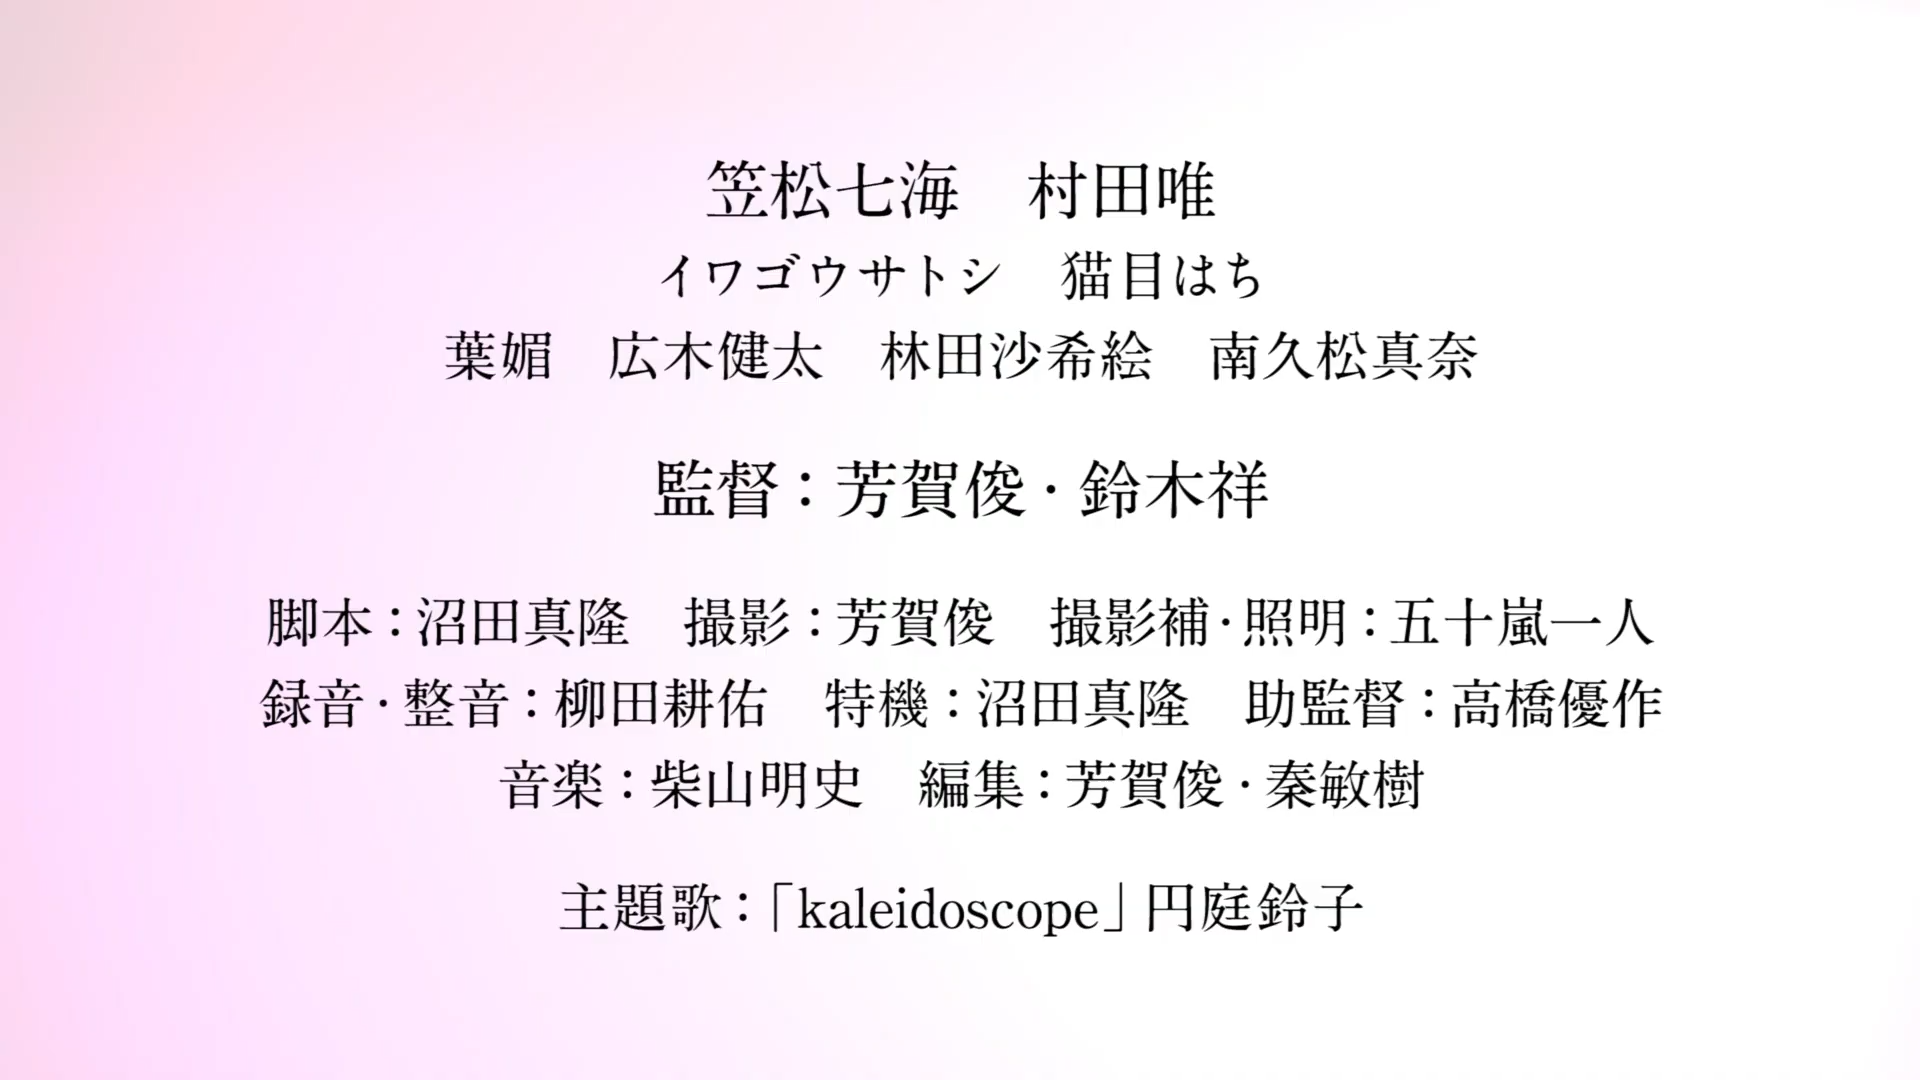 笠松七海　村田唯
イワゴウサトシ　猫目はち
葉媚　広木健太　林田沙希絵　南久松真奈
監督：芳賀俊・鈴木祥
脚本：沼田真隆　撮影：芳賀俊　撮影補・照明：五十嵐一人
録音・整音：柳田耕佑　特機：沼田真隆　助監督：高橋優作
音楽：柴山明史　編集：芳賀俊・秦敏樹
主題歌：「kaleidoscope」円庭鈴子